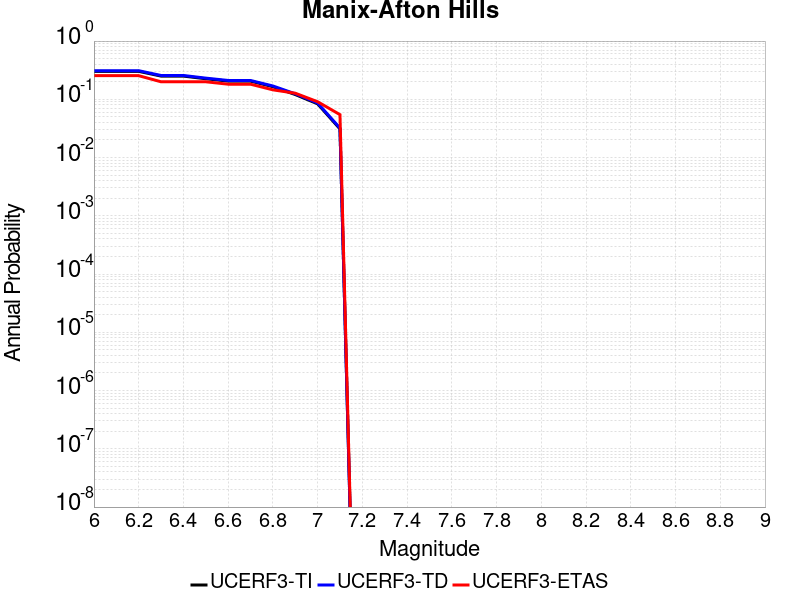 Manix-Afton Hills
10^0
10^-1
10^-2
10^-3
10^-4
10^-5
10^-6
10^-7
10^-8
Annual Probability
6 6.2 6.4 6.6 6.8 7 7.2 7.4 7.6 7.8 8 8.2 8.4 8.6 8.8 9
Magnitude
UCERF3-TI UCERF3-TD UCERF3-ETAS